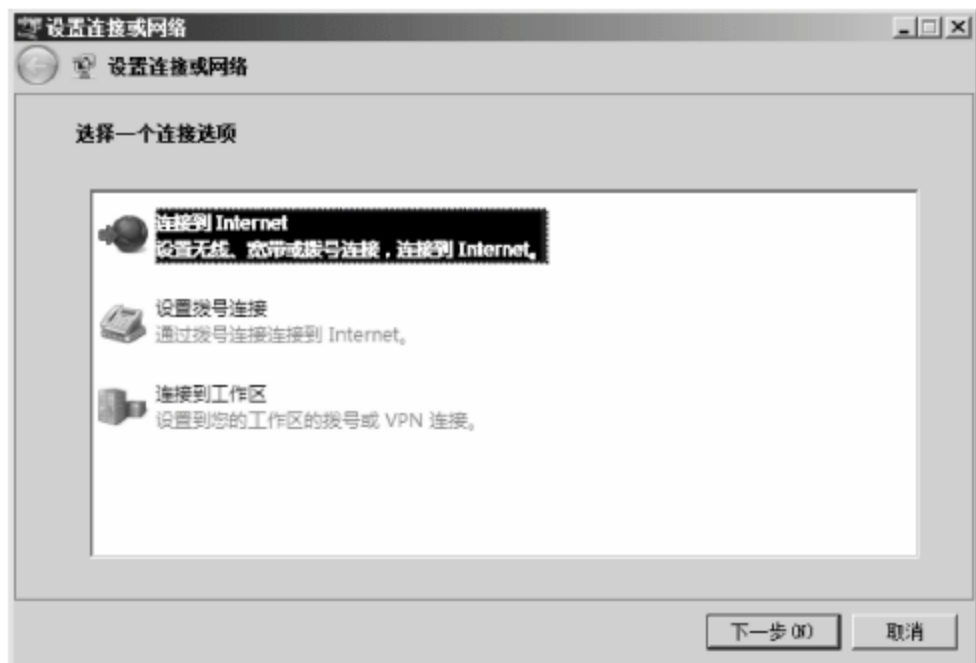 设置连接或网络
设置连接或网络
选择一个连接选项
连接到 Internet
设置无线、宽带或拨号连接，连接到 Internet。
设置拨号连接
通过拨号连接连接到 Internet。
连接到工作区
设置到您的工作区的拨号或 VPN 连接。
下一步(N) 取消